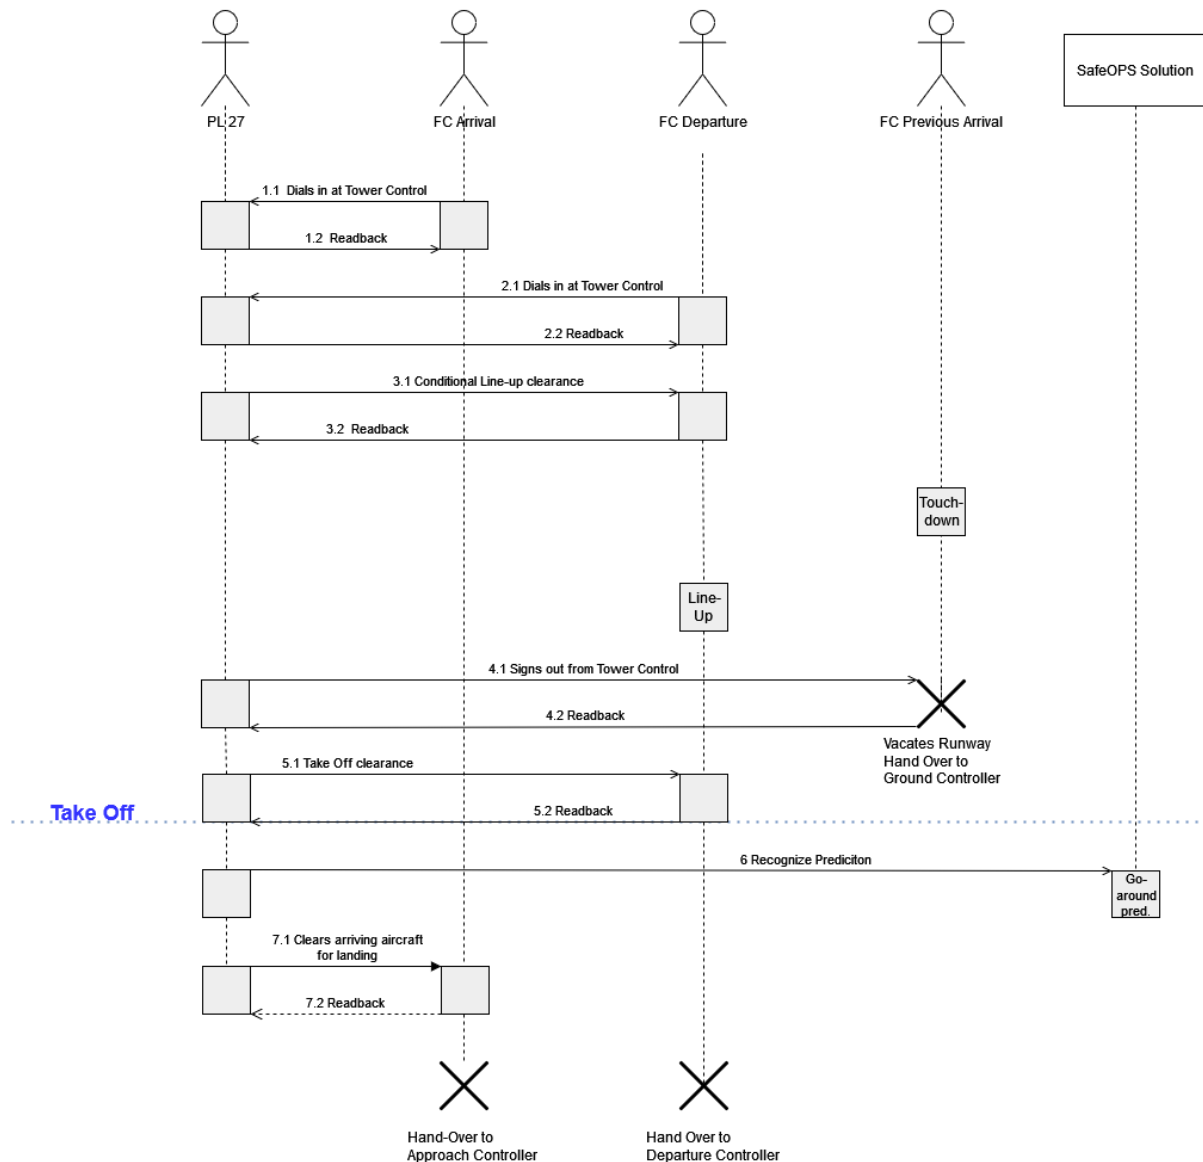 SafeOPS Solution
PL 27
FC Arrival
FC Departure
FC Previous Arrival
1.1 Dials in at Tower Control
1.2 Readback
2.1 Dials in at Tower Control
2.2 Readback
3.1 Conditional Line-up clearance
3.2 Readback
Touch-
down
Line-
Up
4.1 Signs out from Tower Control
4.2 Readback
Vacates Runway
Hand Over to
Ground Controller
5.1 Take Off clearance
Take Off
5.2 Readback
6 Recognize Prediciton
Go-
around
pred.
7.1 Clears arriving aircraft
for landing
7.2 Readback
Hand-Over to
Approach Controller
Hand Over to
Departure Controller